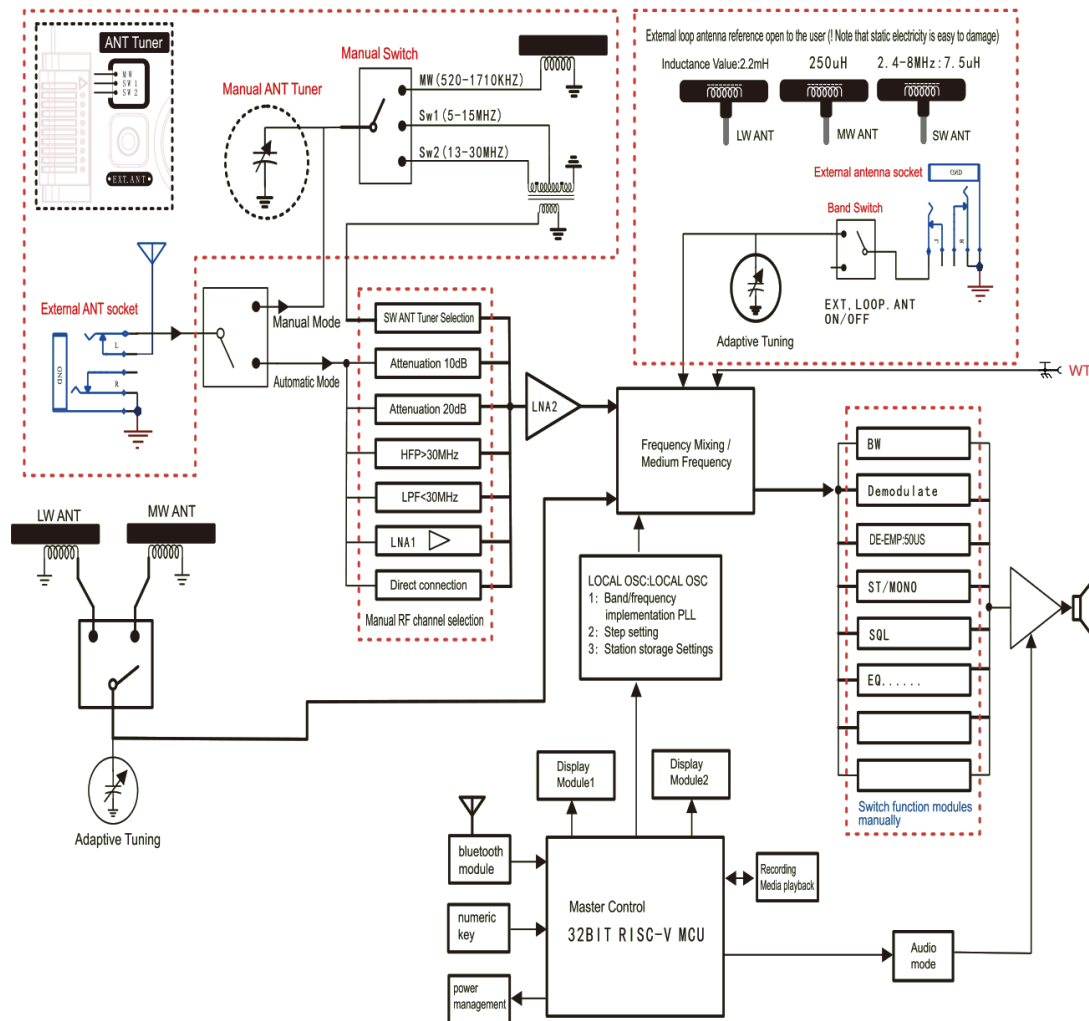 ANT Tuner
MW
SW1
SW2
EXT.ANT
Manual Switch
Manual ANT Tuner
MW(520-1710KHZ)
Sw1(5-15MHZ)
Sw2(13-30MHZ)
External loop antenna reference open to the user (! Note that static electricity is easy to damage)
Inductance Value:2.2mH
250uH
2.4-8MHz:7.5uH
LW ANT
MW ANT
SW ANT
External antenna socket
GND
L
R
Band Switch
EXT,LOOP.ANT
ON/OFF
Adaptive Tuning
External ANT socket
L
GND
R
Manual Mode
Automatic Mode
SW ANT Tuner Selection
Attenuation 10dB
Attenuation 20dB
HFP>30MHz
LPF<30MHz
LNA1
Direct connection
Manual RF channel selection
LNA2
Frequency Mixing /
Medium Frequency
WT
BW
Demodulate
DE-EMP:50US
ST/MONO
SQL
EQ......
Switch function modules
manually
LW ANT
MW ANT
Adaptive Tuning
LOCAL OSC:LOCAL OSC
1: Band/frequency
implementation PLL
2: Step setting
3: Station storage Settings
Display
Module1
Display
Module2
bluetooth
module
numeric
key
power
management
Master Control
32BIT RISC-V MCU
Recording
Media playback
Audio
mode